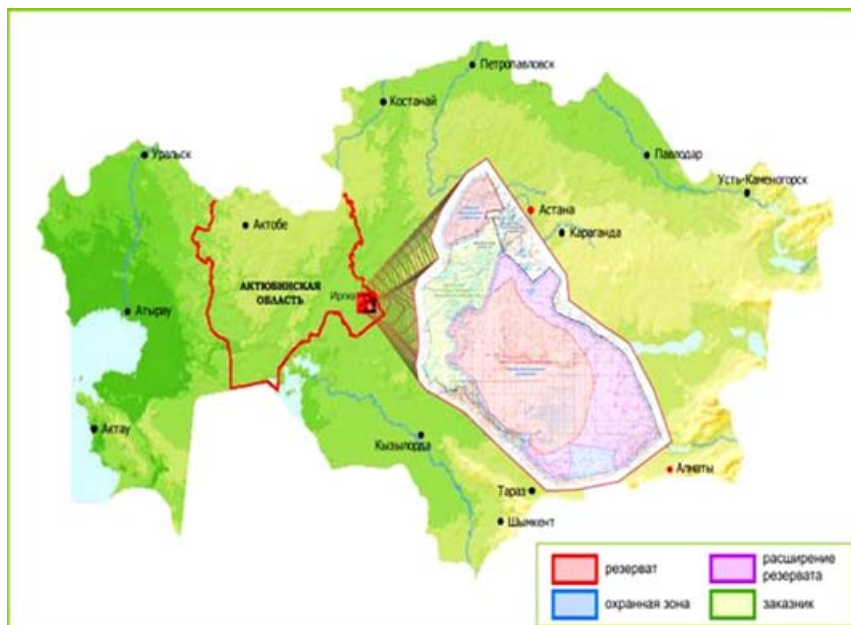 Петропавловск
Костанай
Уральск
Павлодар
Усть-Каменогорск
Астана
Актобе
Караганда
АКТЮБИНСКАЯ
ОБЛАСТЬ
Атырау
Актау
Кызылорда
Алматы
Тараз
Шымкент
резерват
расширение
резервата
охранная зона
заказник